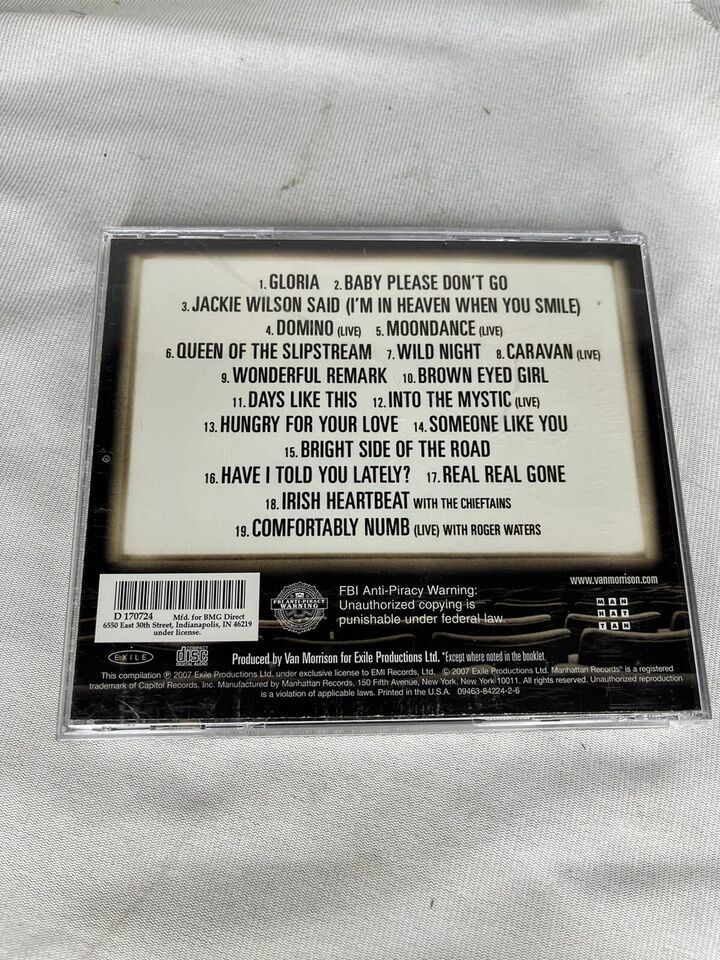 1. GLORIA 2. BABY PLEASE DON'T GO
3. JACKIE WILSON SAID (I'M IN HEAVEN WHEN YOU SMILE)
4. DOMINO (LIVE) 5. MOONDANCE (LIVE)
6. QUEEN OF THE SLIPSTREAM 7. WILD NIGHT 8. CARAVAN (LIVE)
9. WONDERFUL REMARK 10. BROWN EYED GIRL
11. DAYS LIKE THIS 12. INTO THE MYSTIC (LIVE)
13. HUNGRY FOR YOUR LOVE 14. SOMEONE LIKE YOU
15. BRIGHT SIDE OF THE ROAD
16. HAVE I TOLD YOU LATELY? 17. REAL REAL GONE
18. IRISH HEARTBEAT WITH THE CHIEFTAINS
19. COMFORTABLY NUMB (LIVE) WITH ROGER WATERS
www.vanmorrison.com
D 170724 Mfd. for BMG Direct
6550 East 30th Street, Indianapolis, IN 46219
under license.
FBI ANTI-PIRACY
WARNING
FBI Anti-Piracy Warning:
Unauthorized copying is
punishable under federal law.
MAN
HAT
TAN
EXILE
COMPACT
disc
DIGITAL AUDIO
Produced by Van Morrison for Exile Productions Ltd. *Except where noted in the booklet.
This compilation ℗ 2007 Exile Productions Ltd. under exclusive license to EMI Records, Ltd. © 2007 Exile Productions Ltd. Manhattan Records® is a registered
trademark of Capitol Records, Inc. Manufactured by Manhattan Records, 150 Fifth Avenue, New York, New York 10011. All rights reserved. Unauthorized reproduction
is a violation of applicable laws. Printed in the U.S.A. 09463-84224-2-6